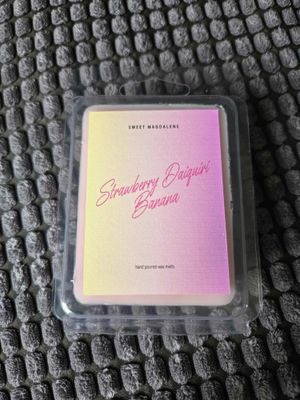 SWEET MAGDALENE
Strawberry Daiquiri
Banana
hand poured wax melts